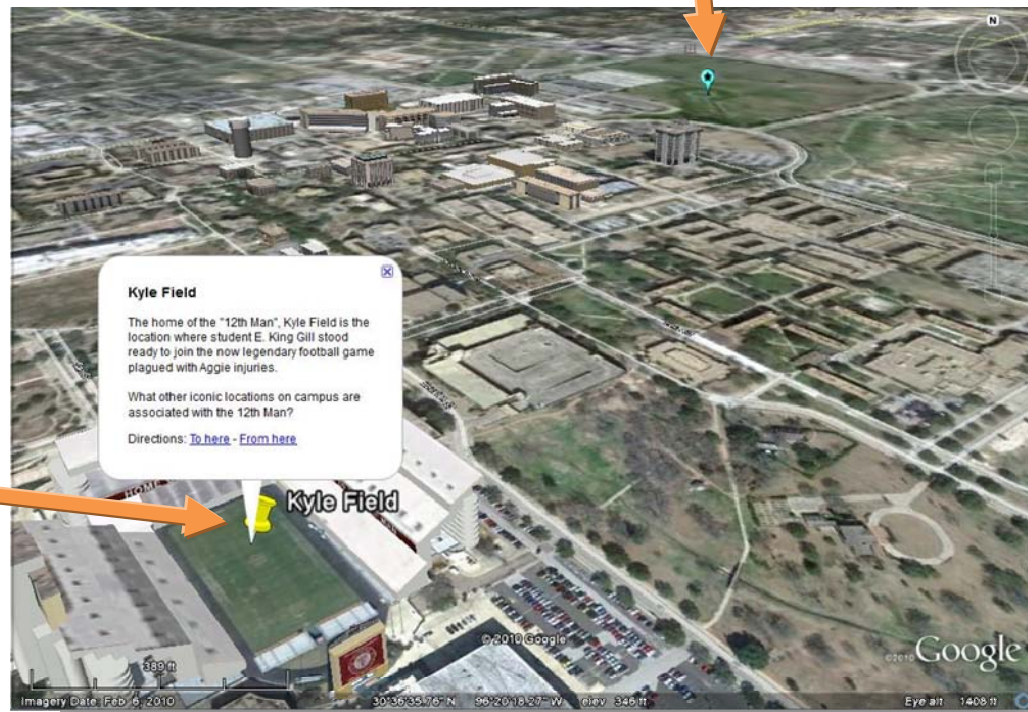 N
Kyle Field
The home of the "12th Man", Kyle Field is the
location where student E. King Gill stood
ready to join the now legendary football game
plagued with Aggie injuries.
What other iconic locations on campus are
associated with the 12th Man?
Directions: To here - From here
HOME
Kyle Field
© 2010 Google
©2010 Google
389 ft
Imagery Date: Feb 6, 2010 30°36'35.76" N 96°20'18.27" W elev 346 ft Eye alt 1408 ft